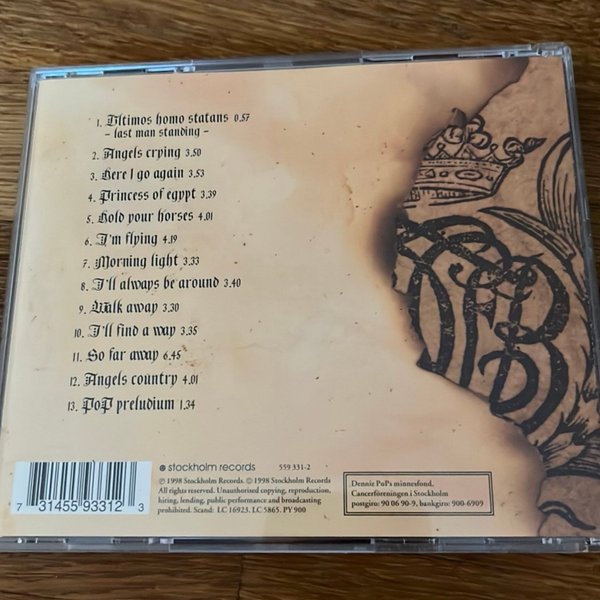 1. Ultimos homo statans 0.57
- last man standing -
2. Angels crying 3.50
3. Here I go again 3.53
4. Princess of egypt 3.39
5. Hold your horses 4.01
6. I'm flying 4.19
7. Morning light 3.33
8. I'll always be around 3.40
9. Walk away 3.30
10. I'll find a way 3.35
11. So far away 6.45
12. Angels country 4.01
13. PoP preludium 1.34
stockholm records 559 331-2
℗ 1998 Stockholm Records. © 1998 Stockholm Records
All rights reserved. Unauthorized copying, reproduction,
hiring, lending, public performance and broadcasting
prohibited. Scand: LC 16923. LC 5865. PY 900
Denniz PoPs minnesfond,
Cancerföreningen i Stockholm
postgiro: 90 06 90-9, bankgiro: 900-6909
7 31455 93312 3